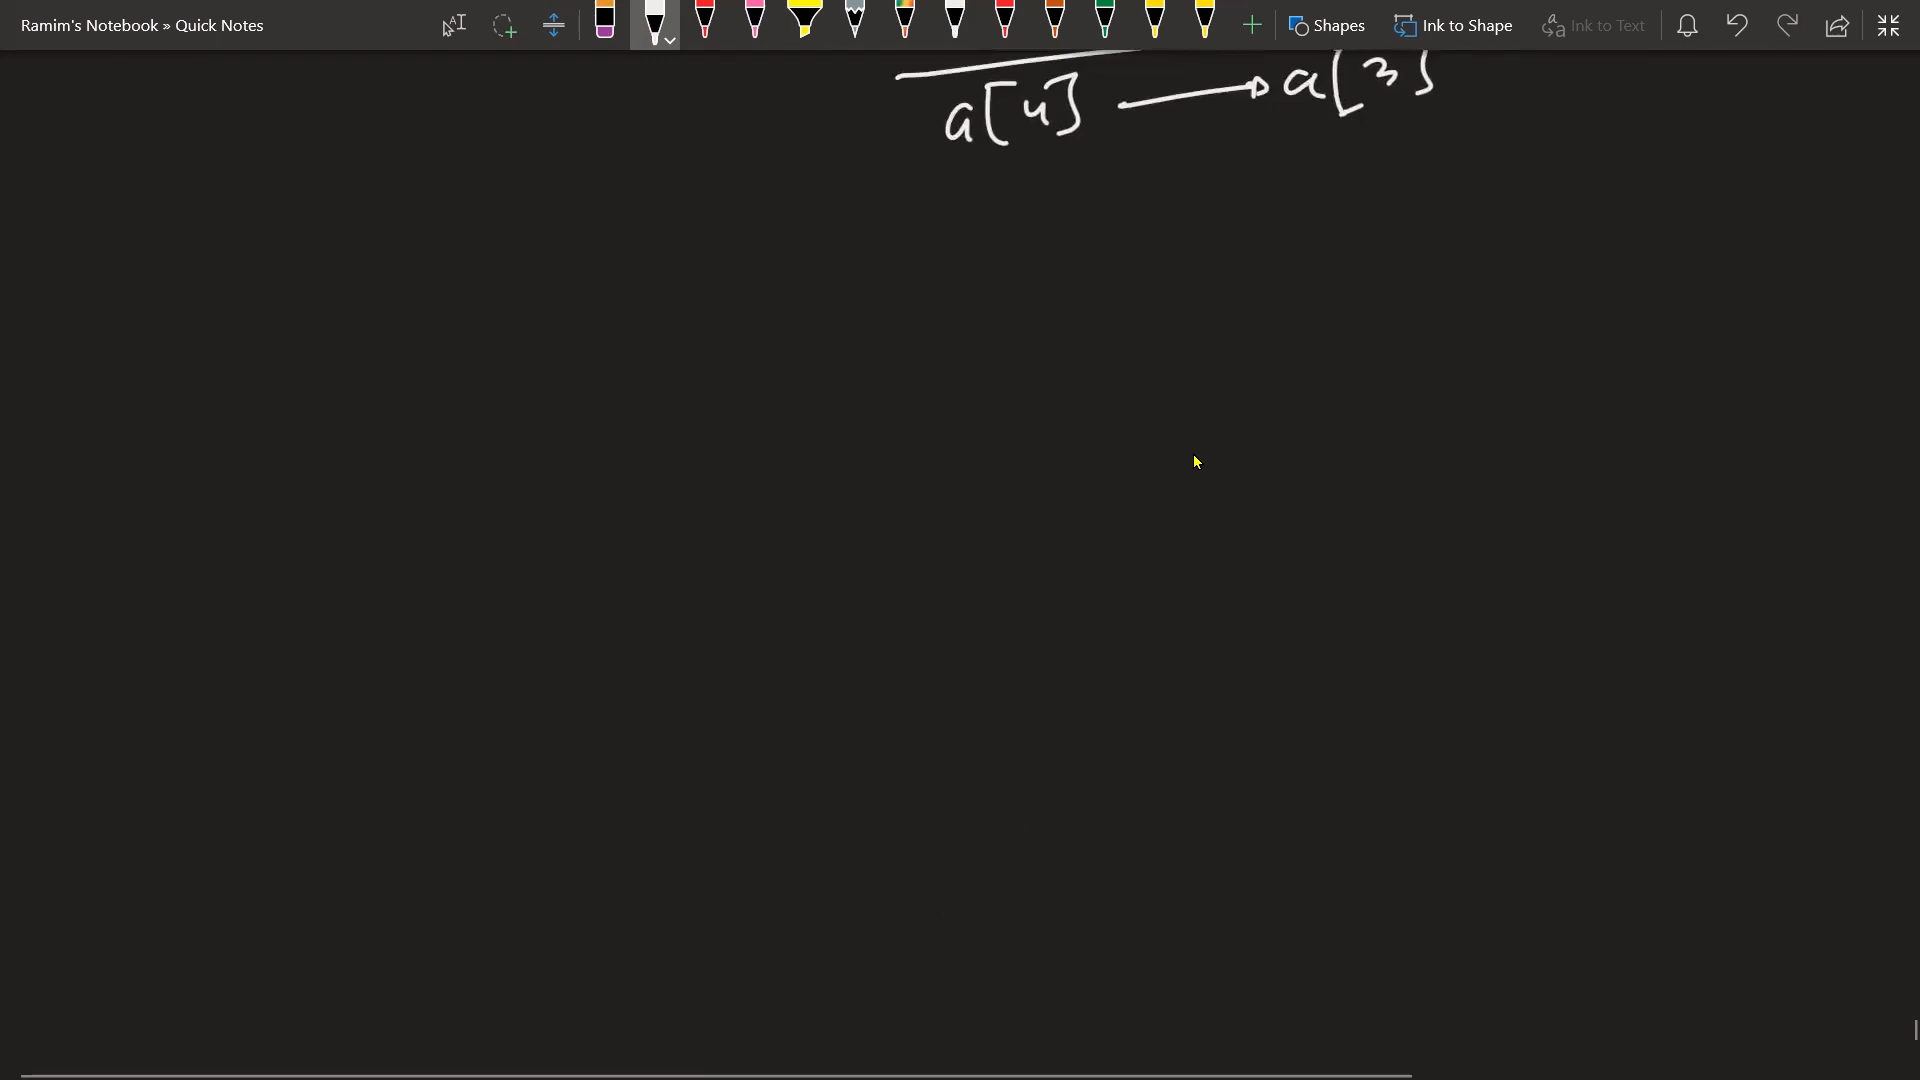 Ramim's Notebook » Quick Notes
Shapes
Ink to Shape
Ink to Text
a[4] → a[3]